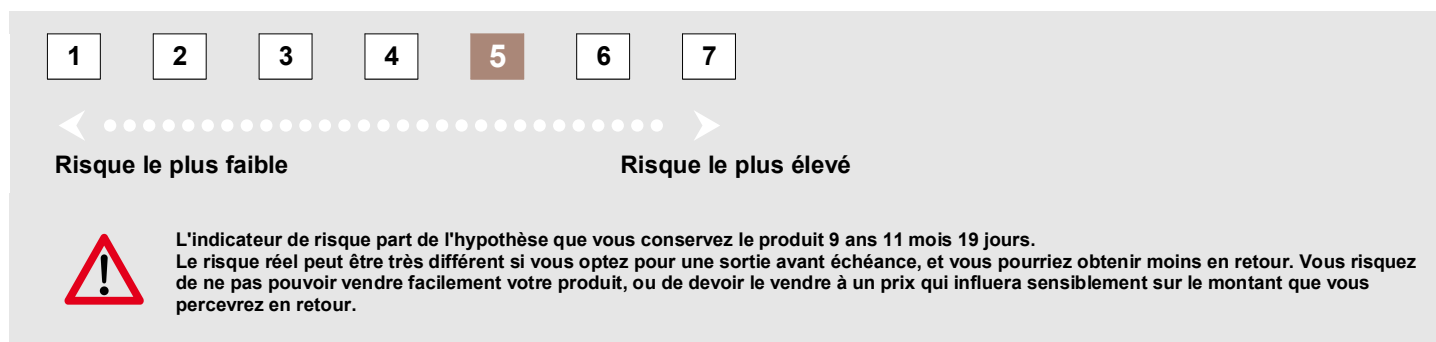 1 2 3 4 5 6 7
Risque le plus faible Risque le plus élevé
L'indicateur de risque part de l'hypothèse que vous conservez le produit 9 ans 11 mois 19 jours.
Le risque réel peut être très différent si vous optez pour une sortie avant échéance, et vous pourriez obtenir moins en retour. Vous risquez
de ne pas pouvoir vendre facilement votre produit, ou de devoir le vendre à un prix qui influera sensiblement sur le montant que vous
percevrez en retour.